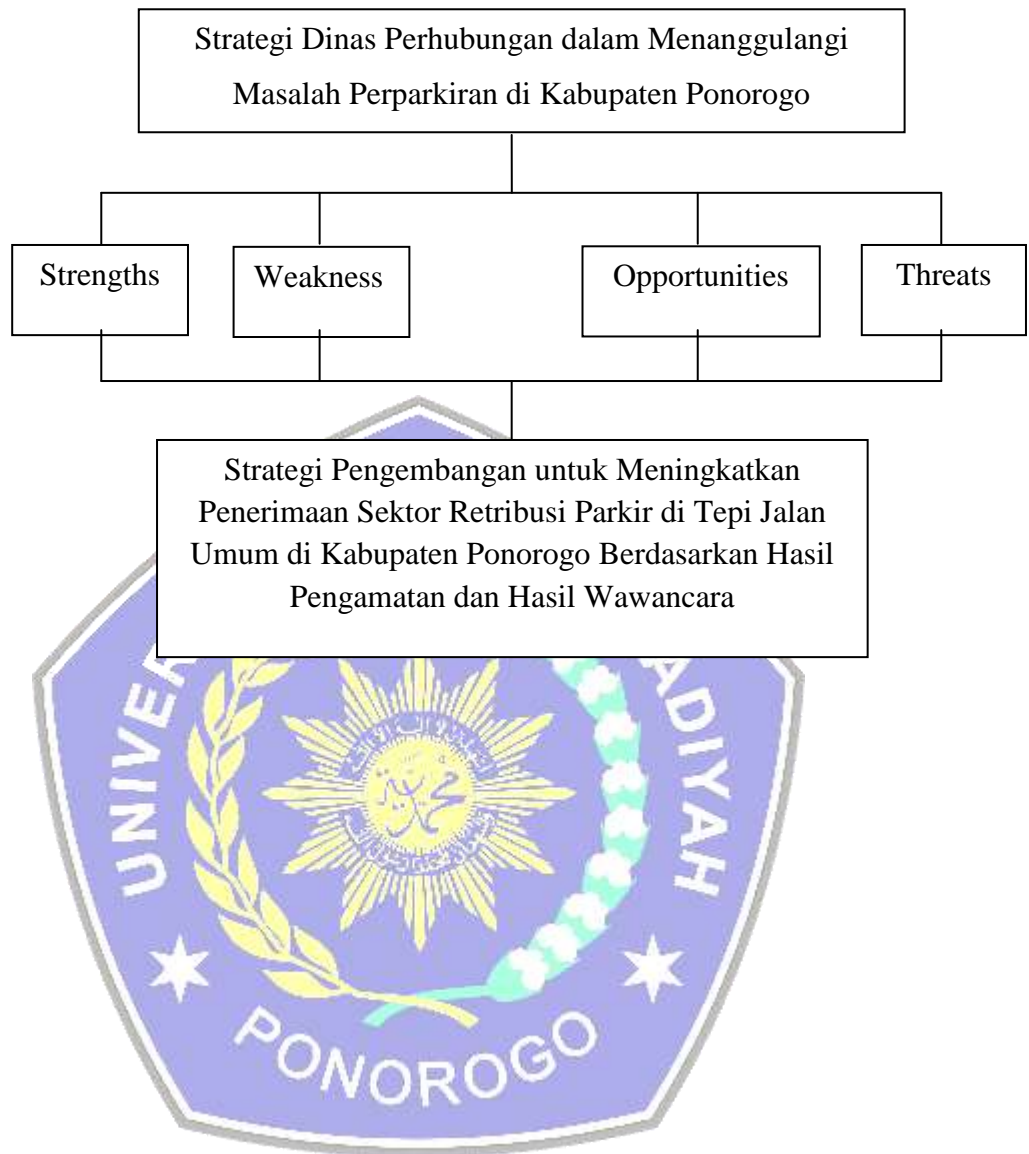 Strategi Dinas Perhubungan dalam Menanggulangi
Masalah Perparkiran di Kabupaten Ponorogo
Strengths
Weakness
Opportunities
Threats
Strategi Pengembangan untuk Meningkatkan
Penerimaan Sektor Retribusi Parkir di Tepi Jalan
Umum di Kabupaten Ponorogo Berdasarkan Hasil
Pengamatan dan Hasil Wawancara
PONOROGO